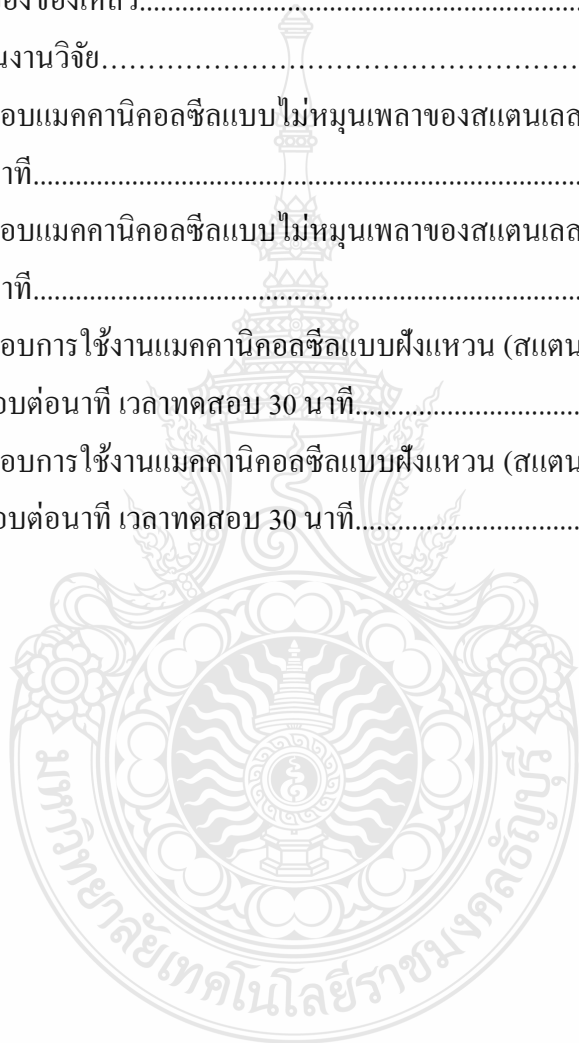 องของเหลว................................................................
นงานวิจัย………………………………………………
อบแมคคานิคอลซีลแบบไม่หมุนเพลาของสแตนเลส
าที................................................................
อบแมคคานิคอลซีลแบบไม่หมุนเพลาของสแตนเลส
าที................................................................
อบการใช้งานแมคคานิคอลซีลแบบฝังแหวน (สแตน
อบต่อนาที เวลาทดสอบ 30 นาที................................
อบการใช้งานแมคคานิคอลซีลแบบฝังแหวน (สแตน
อบต่อนาที เวลาทดสอบ 30 นาที................................
มหาวิทยาลัยเทคโนโลยีราชมงคลธัญบุรี